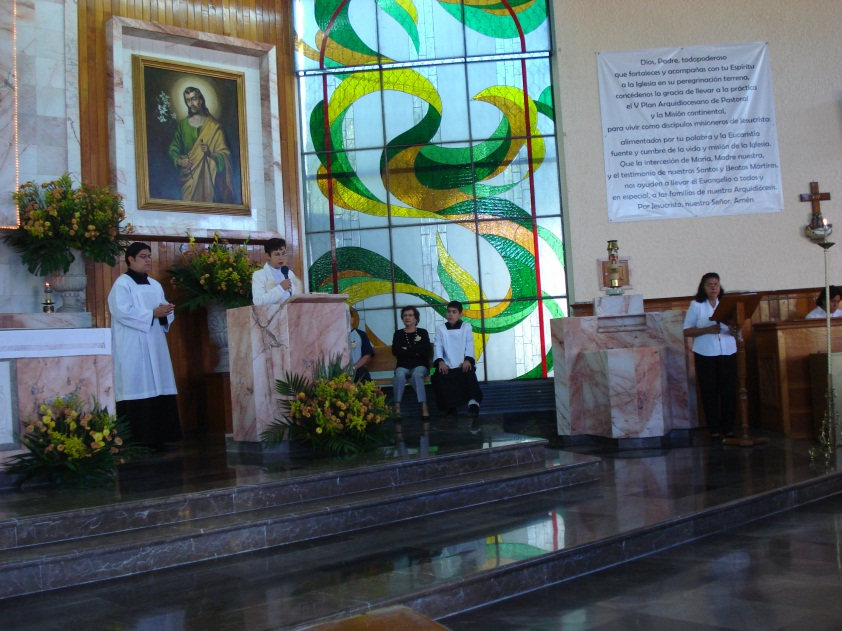 Dios, Padre, todopoderoso
que fortaleces y acompañas con tu Espíritu
a la Iglesia en su peregrinación terrena,
concédenos la gracia de llevar a la práctica
el V Plan Arquidiocesano de Pastoral
y la Misión continental,
para vivir como discípulos misioneros de Jesucristo
alimentados por tu palabra y la Eucaristía
fuente y cumbre de la vida y misión de la Iglesia.
Que la intercesión de María, Madre nuestra,
y el testimonio de nuestros Santos y Beatos Mártires,
nos ayuden a llevar el Evangelio a todos y
en especial, a las familias de nuestra Arquidiócesis.
Por Jesucristo, nuestro Señor. Amén.